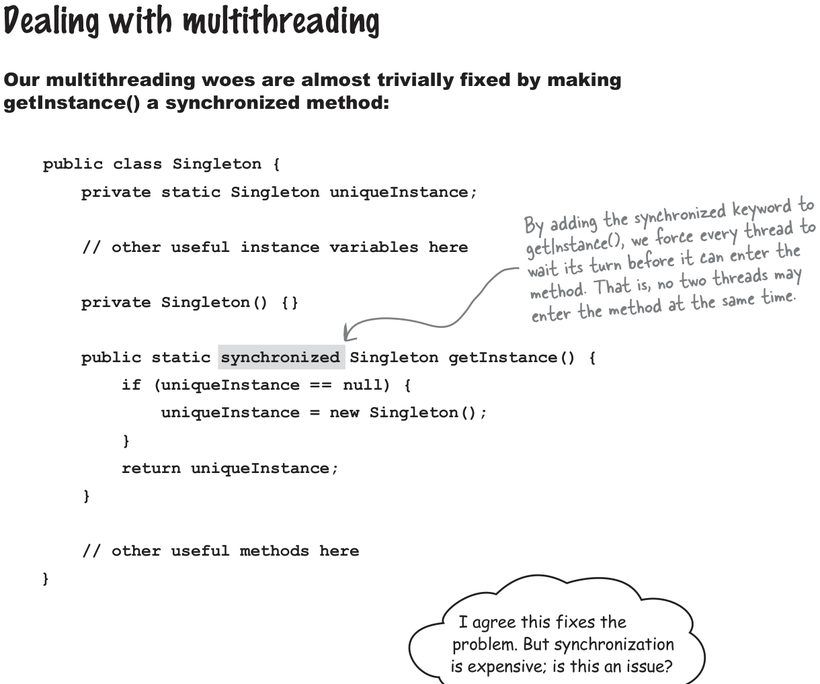 Dealing with multithreading
Our multithreading woes are almost trivially fixed by making
getInstance() a synchronized method:
public class Singleton {
private static Singleton uniqueInstance;
// other useful instance variables here
private Singleton() {}
public static synchronized Singleton getInstance() {
if (uniqueInstance == null) {
uniqueInstance = new Singleton();
}
return uniqueInstance;
}
// other useful methods here
}
By adding the synchronized keyword to
getInstance(), we force every thread to
wait its turn before it can enter the
method. That is, no two threads may
enter the method at the same time.
I agree this fixes the
problem. But synchronization
is expensive; is this an issue?